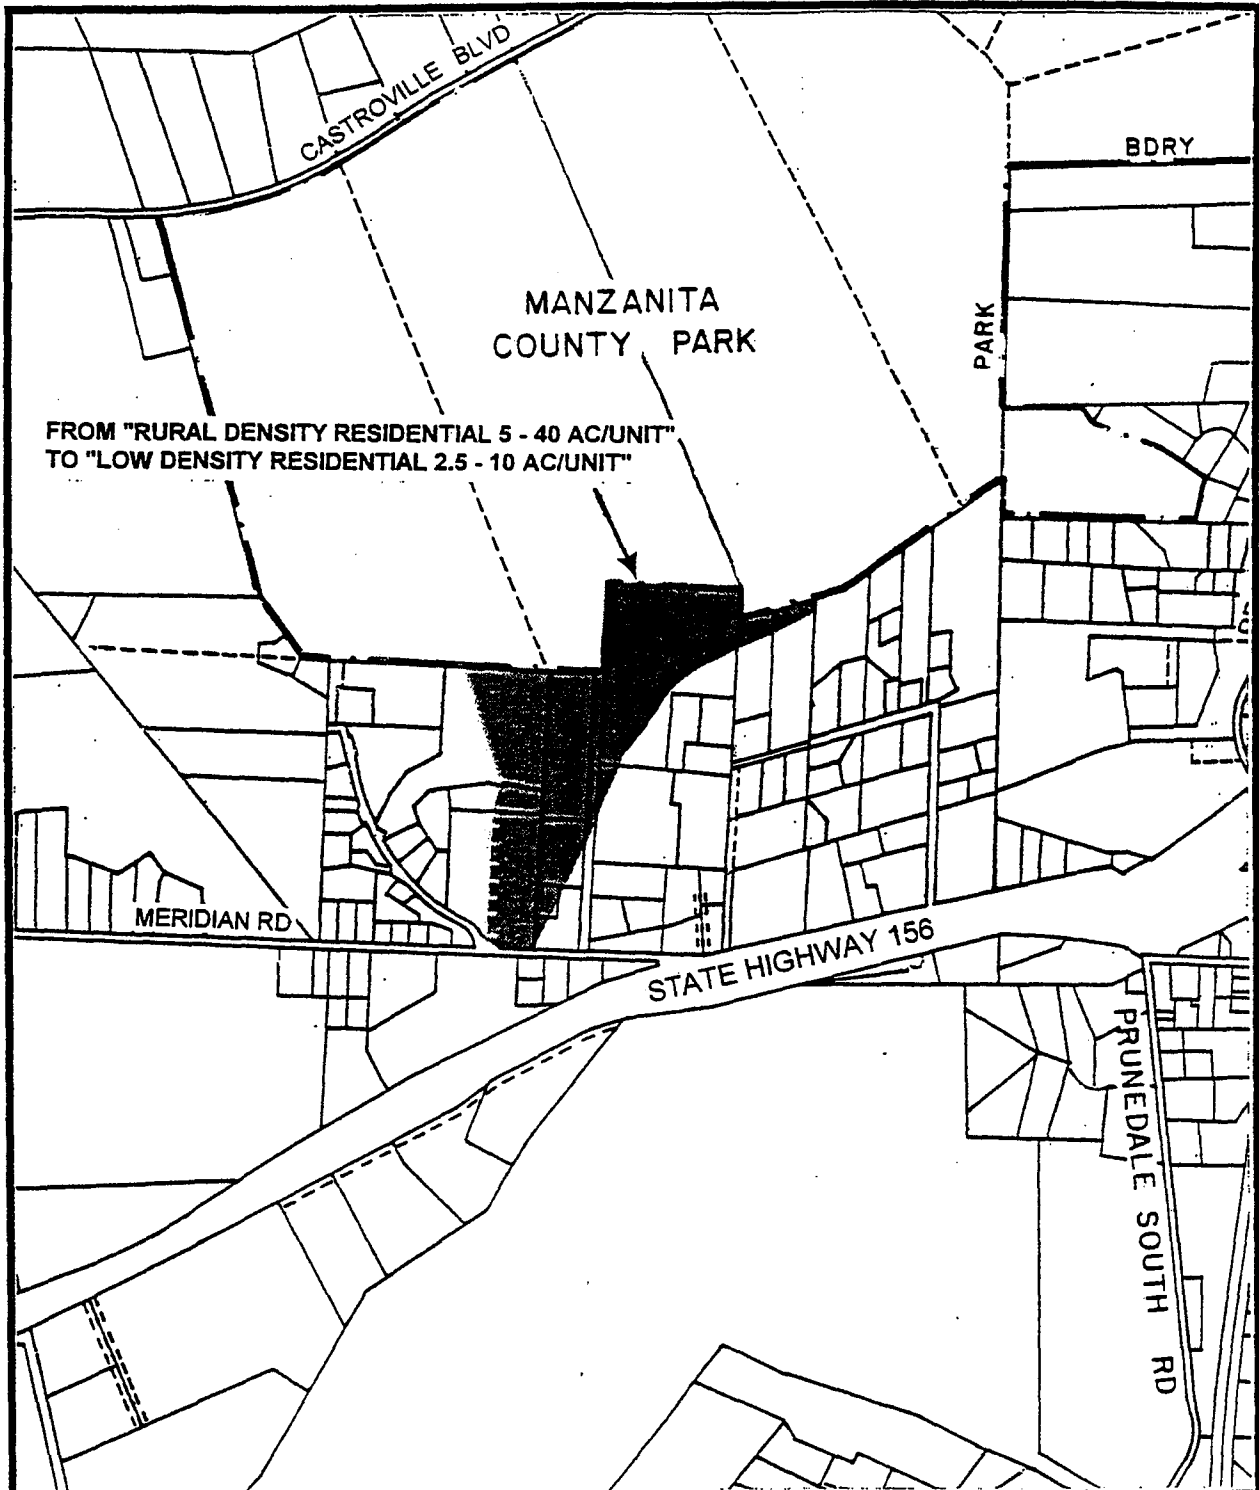 CASTROVILLE BLVD
BDRY
MANZANITA
COUNTY PARK
PARK
FROM "RURAL DENSITY RESIDENTIAL 5 - 40 AC/UNIT"
TO "LOW DENSITY RESIDENTIAL 2.5 - 10 AC/UNIT"
MERIDIAN RD
STATE HIGHWAY 156
PRUNEDALE SOUTH RD